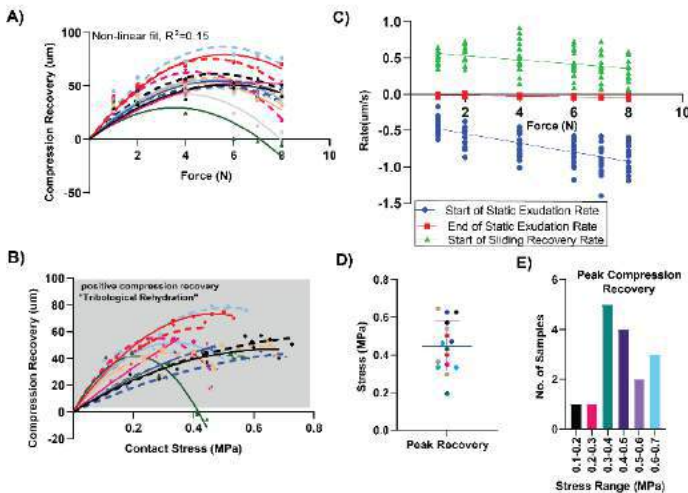 A)
Non-linear fit, R²=0.15
Compression Recovery (um)
100
50
0
-50
2
4
6
8
10
Force (N)
B)
positive compression recovery
"Tribological Rehydration"
Compression Recovery (um)
100
80
60
40
20
0
-20
0.0
0.2
0.4
0.6
0.8
Contact Stress (MPa)
C)
Rate(um/s)
1.0
0.5
0.0
-0.5
-1.0
-1.5
2
4
6
8
Force (N)
Start of Static Exudation Rate
End of Static Exudation Rate
Start of Sliding Recovery Rate
D)
Stress (MPa)
0.8
0.6
0.4
0.2
0.0
Peak Recovery
E)
Peak Compression
Recovery
No. of Samples
6
4
2
0
0.1-0.2
0.2-0.3
0.3-0.4
0.4-0.5
0.5-0.6
0.6-0.7
Stress Range (MPa)